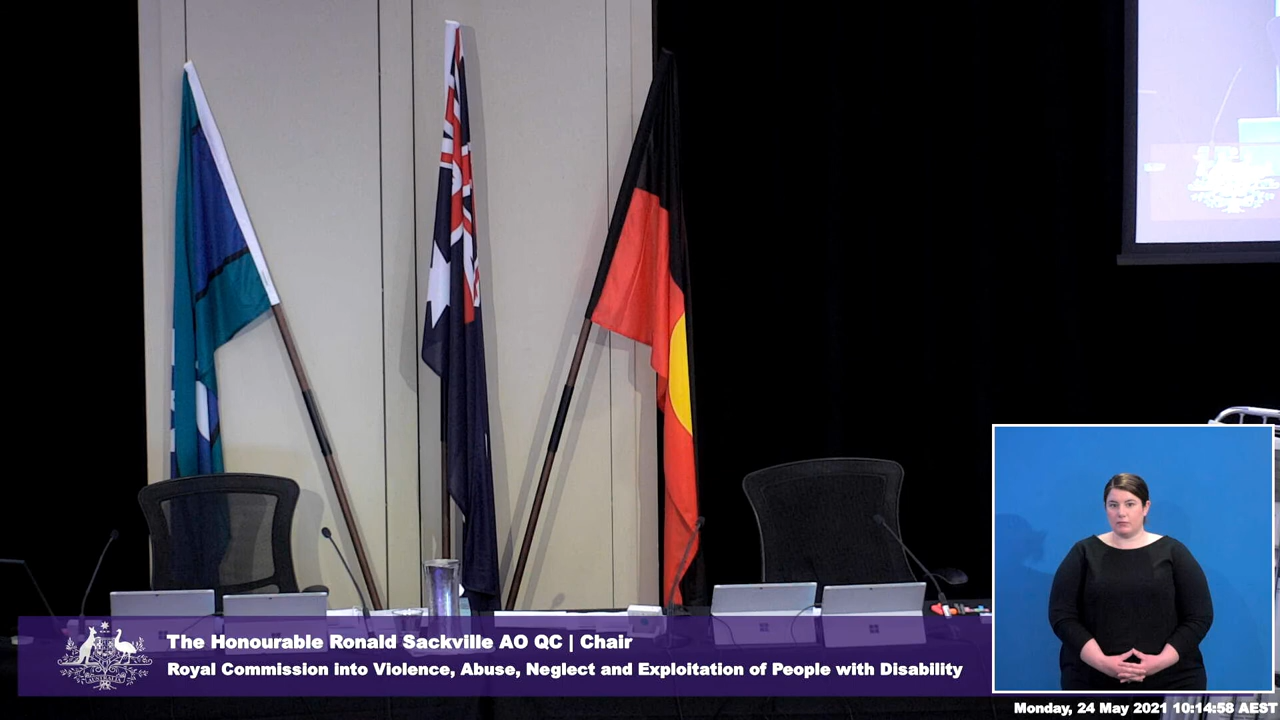 The Honourable Ronald Sackville AO QC | Chair
Royal Commission into Violence, Abuse, Neglect and Exploitation of People with Disability
Monday, 24 May 2021 10:14:58 AEST